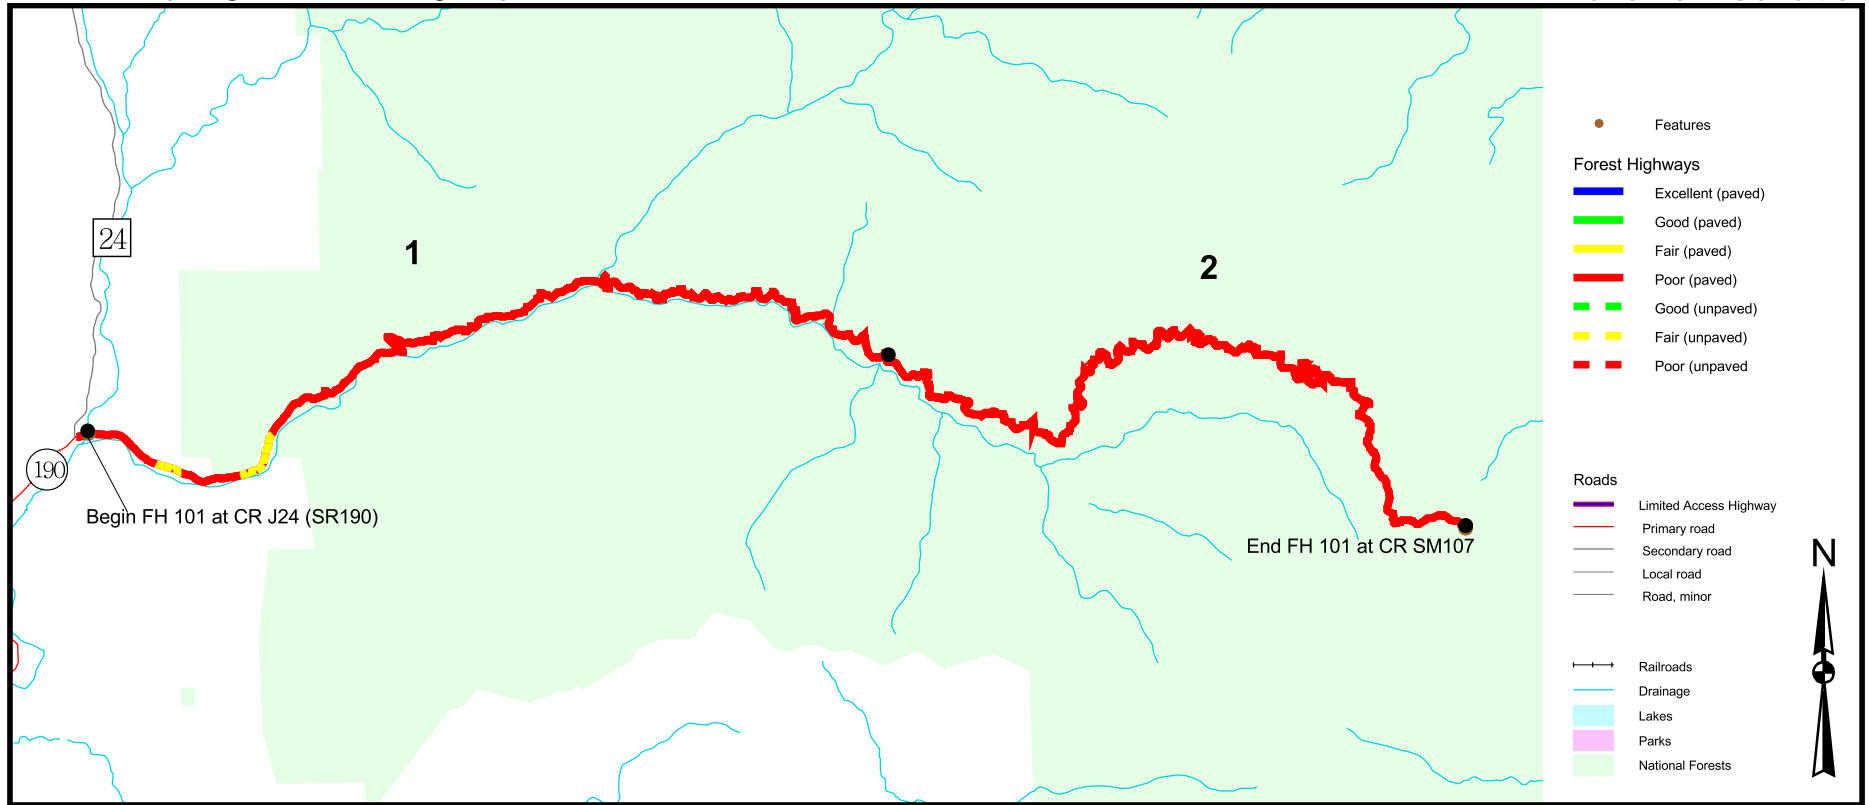 24
1
2
190
Begin FH 101 at CR J24 (SR190)
End FH 101 at CR SM107
Features
Forest Highways
Excellent (paved)
Good (paved)
Fair (paved)
Poor (paved)
Good (unpaved)
Fair (unpaved)
Poor (unpaved
Roads
Limited Access Highway
Primary road
Secondary road
Local road
Road, minor
N
Railroads
Drainage
Lakes
Parks
National Forests